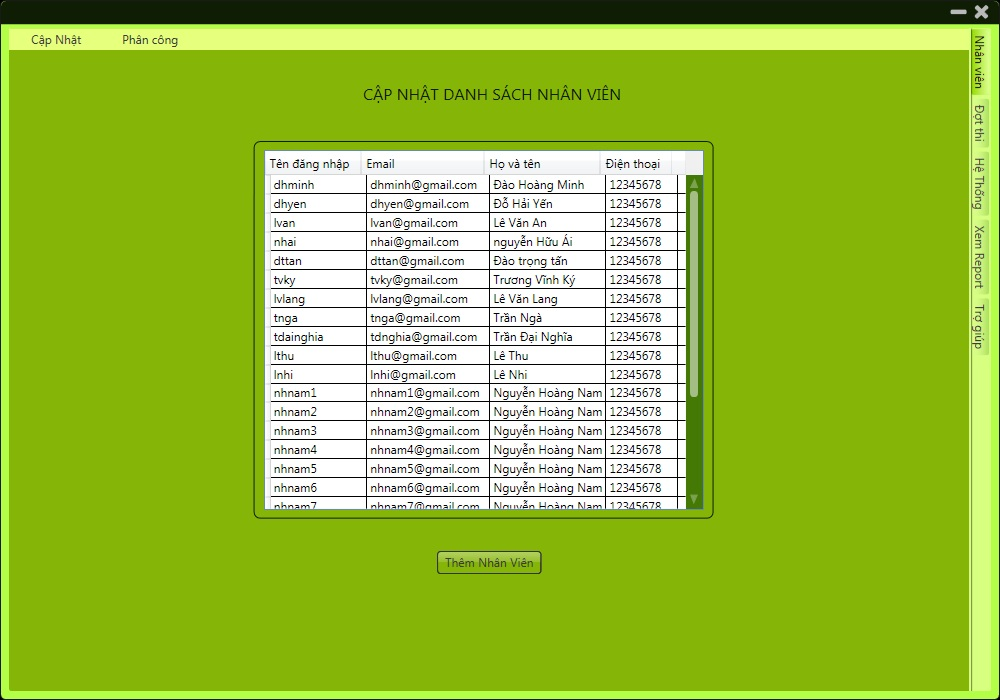 Cập Nhật Phân công
CẬP NHẬT DANH SÁCH NHÂN VIÊN
Tên đăng nhập Email Họ và tên Điện thoại
dhminh dhminh@gmail.com Đào Hoàng Minh 12345678
dhyen dhyen@gmail.com Đỗ Hải Yến 12345678
lvan lvan@gmail.com Lê Văn An 12345678
nhai nhai@gmail.com nguyễn Hữu Ái 12345678
dttan dttan@gmail.com Đào trọng tấn 12345678
tvky tvky@gmail.com Trương Vĩnh Ký 12345678
lvlang lvlang@gmail.com Lê Văn Lang 12345678
tnga tnga@gmail.com Trần Ngà 12345678
tdainghia tdnghia@gmail.com Trần Đại Nghĩa 12345678
lthu lthu@gmail.com Lê Thu 12345678
lnhi lnhi@gmail.com Lê Nhi 12345678
nhnam1 nhnam1@gmail.com Nguyễn Hoàng Nam 12345678
nhnam2 nhnam2@gmail.com Nguyễn Hoàng Nam 12345678
nhnam3 nhnam3@gmail.com Nguyễn Hoàng Nam 12345678
nhnam4 nhnam4@gmail.com Nguyễn Hoàng Nam 12345678
nhnam5 nhnam5@gmail.com Nguyễn Hoàng Nam 12345678
nhnam6 nhnam6@gmail.com Nguyễn Hoàng Nam 12345678
nhnam7 nhnam7@gmail.com Nguyễn Hoàng Nam 12345678
Thêm Nhân Viên
Nhân viên
Đợt thi
Hệ Thống
Xem Report
Trợ giúp